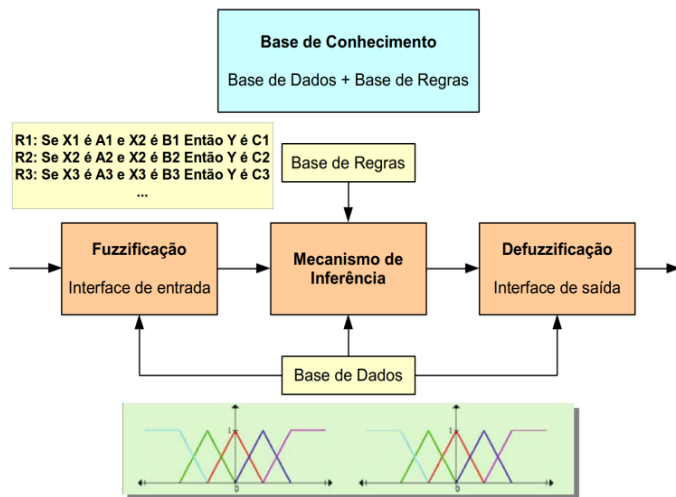 Base de Conhecimento
Base de Dados + Base de Regras
R1: Se X1 é A1 e X2 é B1 Então Y é C1
R2: Se X2 é A2 e X2 é B2 Então Y é C2
R3: Se X3 é A3 e X3 é B3 Então Y é C3
...
Base de Regras
Fuzzificação
Interface de entrada
Mecanismo de
Inferência
Defuzzificação
Interface de saída
Base de Dados
1
0
1
0